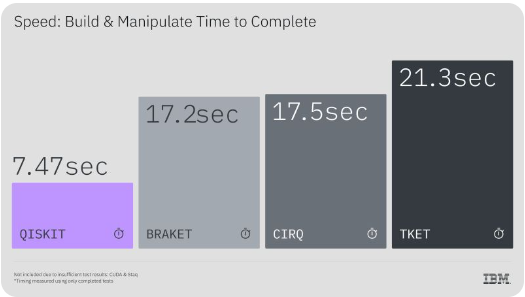 Speed: Build & Manipulate Time to Complete
7.47sec
17.2sec
17.5sec
21.3sec
QISKIT
BRAKET
CIRQ
TKET
Not included due to insufficient test results: CUDA & Staq
*Timing measured using only completed tests
IBM